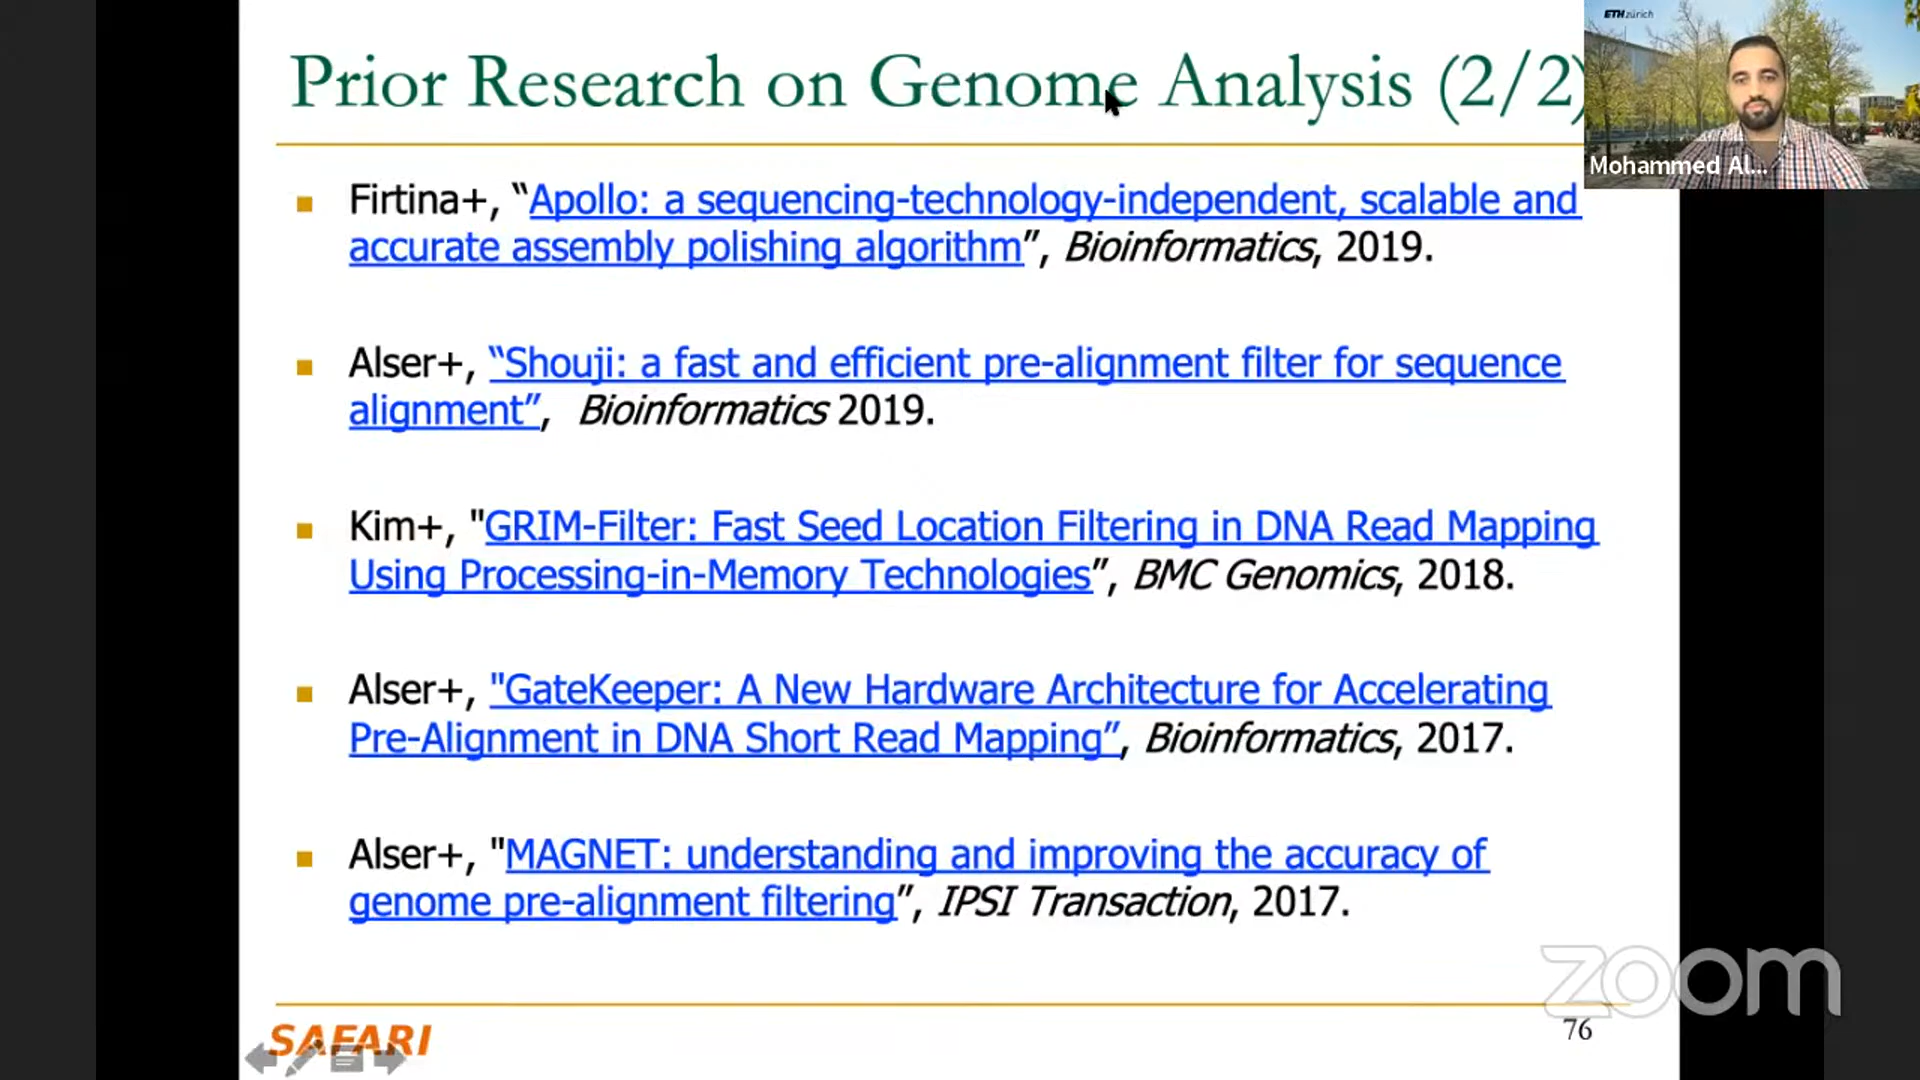 Prior Research on Genome Analysis (2/2)
ETH zürich
Mohammed Al...
Firtina+, “Apollo: a sequencing-technology-independent, scalable and
accurate assembly polishing algorithm”, Bioinformatics, 2019.
Alser+, “Shouji: a fast and efficient pre-alignment filter for sequence
alignment”, Bioinformatics 2019.
Kim+, "GRIM-Filter: Fast Seed Location Filtering in DNA Read Mapping
Using Processing-in-Memory Technologies”, BMC Genomics, 2018.
Alser+, "GateKeeper: A New Hardware Architecture for Accelerating
Pre-Alignment in DNA Short Read Mapping”, Bioinformatics, 2017.
Alser+, "MAGNET: understanding and improving the accuracy of
genome pre-alignment filtering”, IPSI Transaction, 2017.
zoom
SAFARI
76